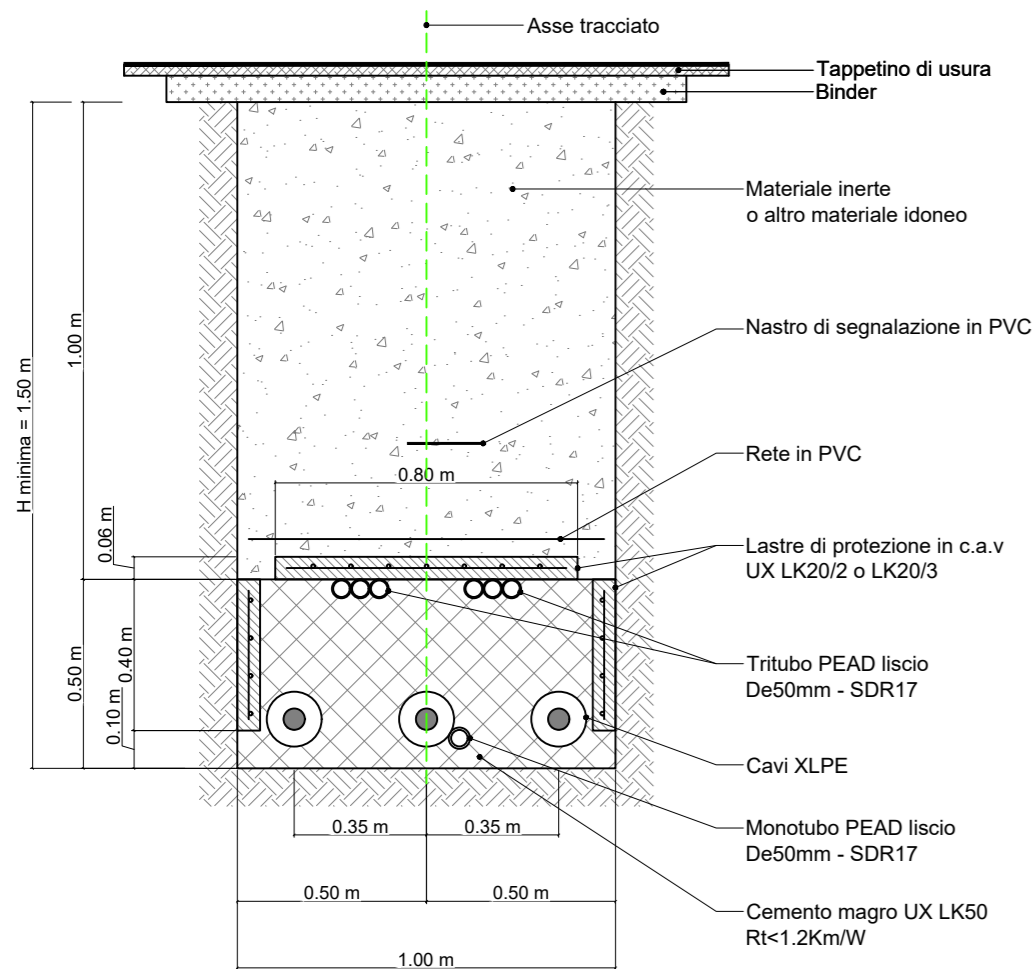 Asse tracciato
Tappetino di usura
Binder
Materiale inerte
o altro materiale idoneo
Nastro di segnalazione in PVC
Rete in PVC
Lastre di protezione in c.a.v
UX LK20/2 o LK20/3
Tritubo PEAD liscio
De50mm - SDR17
Cavi XLPE
Monotubo PEAD liscio
De50mm - SDR17
Cemento magro UX LK50
Rt<1.2Km/W
H minima = 1.50 m
1.00 m
0.06 m
0.50 m
0.40 m
0.10 m
0.80 m
0.35 m
0.35 m
0.50 m
0.50 m
1.00 m